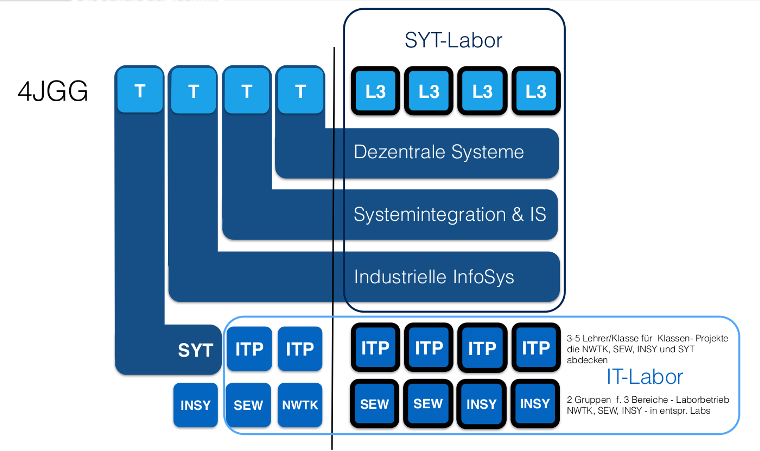 SYT-Labor
4JGG T T T T L3 L3 L3 L3
Dezentrale Systeme
Systemintegration & IS
Industrielle InfoSys
SYT ITP ITP ITP ITP ITP ITP
3-5 Lehrer/Klasse für Klassen- Projekte
die NWTK, SEW, INSY und SYT
abdecken
IT-Labor
INSY SEW NWTK SEW SEW INSY INSY
2 Gruppen f. 3 Bereiche - Laborbetrieb
NWTK, SEW, INSY - in entspr. Labs